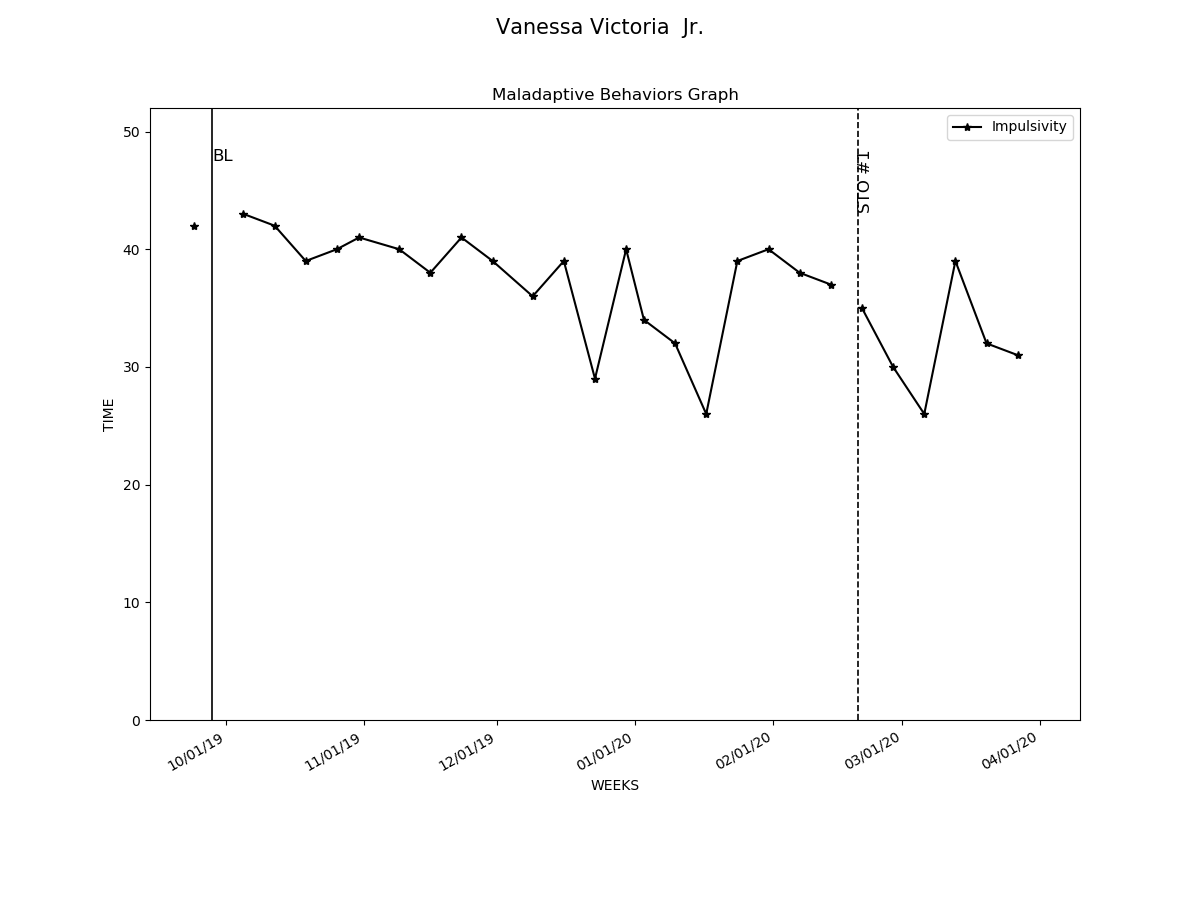 Vanessa Victoria  Jr.
Maladaptive Behaviors Graph
Impulsivity
BL
STO #1
TIME
50
40
30
20
10
0
10/01/19
11/01/19
12/01/19
01/01/20
02/01/20
03/01/20
04/01/20
WEEKS